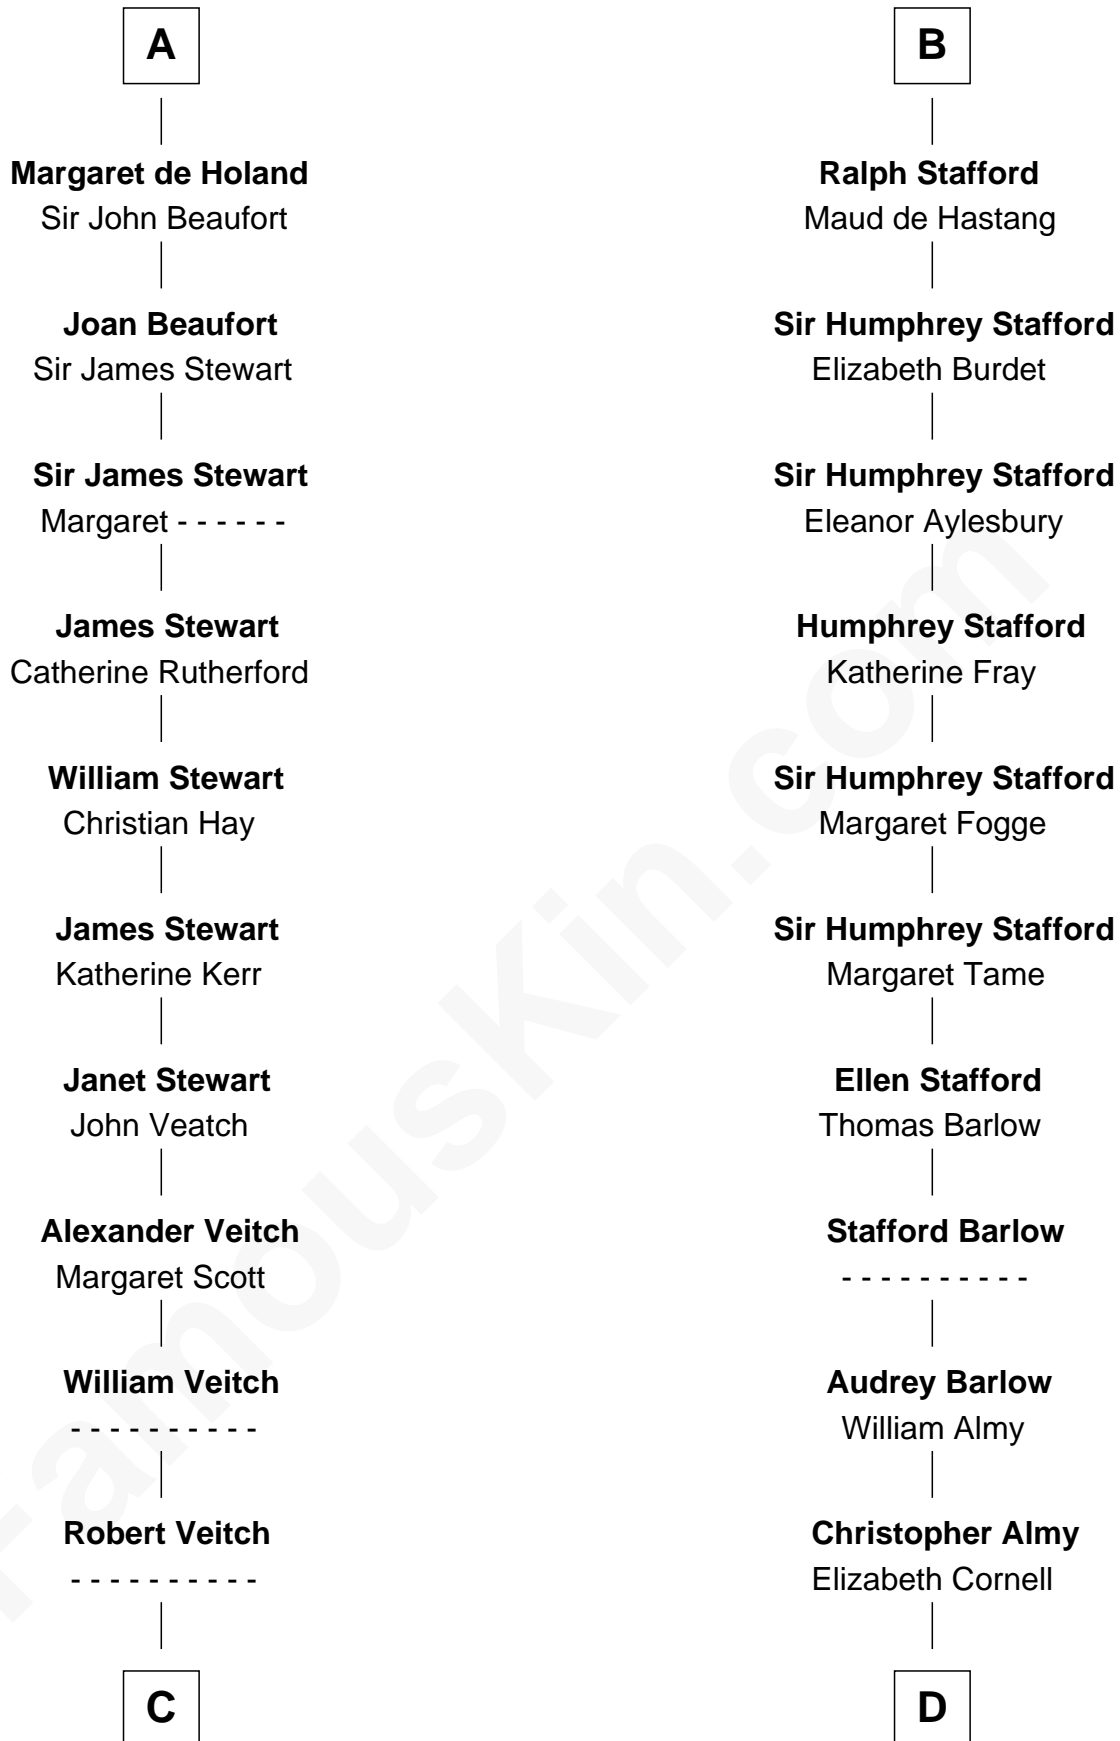 A
Margaret de Holand
Sir John Beaufort
Joan Beaufort
Sir James Stewart
Sir James Stewart
Margaret - - - - - -
James Stewart
Catherine Rutherford
William Stewart
Christian Hay
James Stewart
Katherine Kerr
Janet Stewart
John Veatch
Alexander Veitch
Margaret Scott
William Veitch
- - - - - - - - - -
Robert Veitch
- - - - - - - - - -
C
B
Ralph Stafford
Maud de Hastang
Sir Humphrey Stafford
Elizabeth Burdet
Sir Humphrey Stafford
Eleanor Aylesbury
Humphrey Stafford
Katherine Fray
Sir Humphrey Stafford
Margaret Fogge
Sir Humphrey Stafford
Margaret Tame
Ellen Stafford
Thomas Barlow
Stafford Barlow
- - - - - - - - - -
Audrey Barlow
William Almy
Christopher Almy
Elizabeth Cornell
D
FamousKin.com